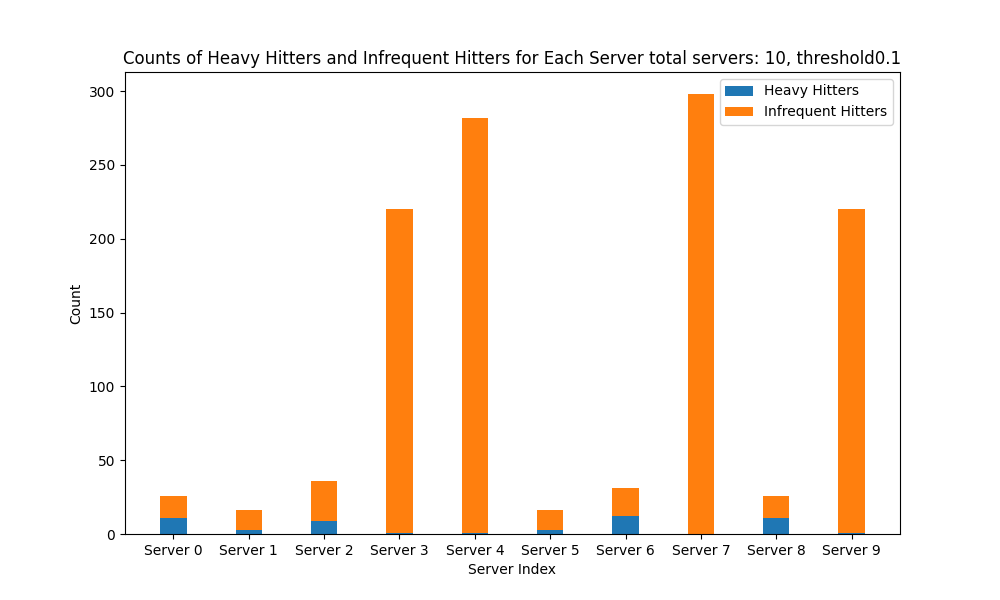 Counts of Heavy Hitters and Infrequent Hitters for Each Server total servers: 10, threshold0.1
Heavy Hitters
Infrequent Hitters
300
250
200
150
100
50
0
Count
Server 0 Server 1 Server 2 Server 3 Server 4 Server 5 Server 6 Server 7 Server 8 Server 9
Server Index